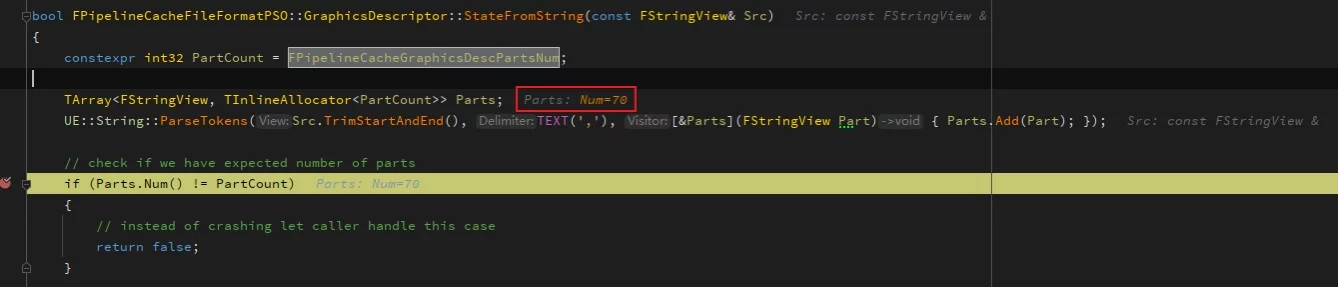 bool FPipelineCacheFileFormatPSO::GraphicsDescriptor::StateFromString(const FStringView& Src) Src: const FStringView &
{
constexpr int32 PartCount = FPipelineCacheGraphicsDescPartsNum;
TArray<FStringView, TInlineAllocator<PartCount>> Parts; Parts: Num=70
UE::String::ParseTokens(View:Src.TrimStartAndEnd(), Delimiter:TEXT(','), Visitor:[&Parts](FStringView Part)->void { Parts.Add(Part); }); Src: const FStringView &
// check if we have expected number of parts
if (Parts.Num() != PartCount) Parts: Num=70
{
// instead of crashing let caller handle this case
return false;
}